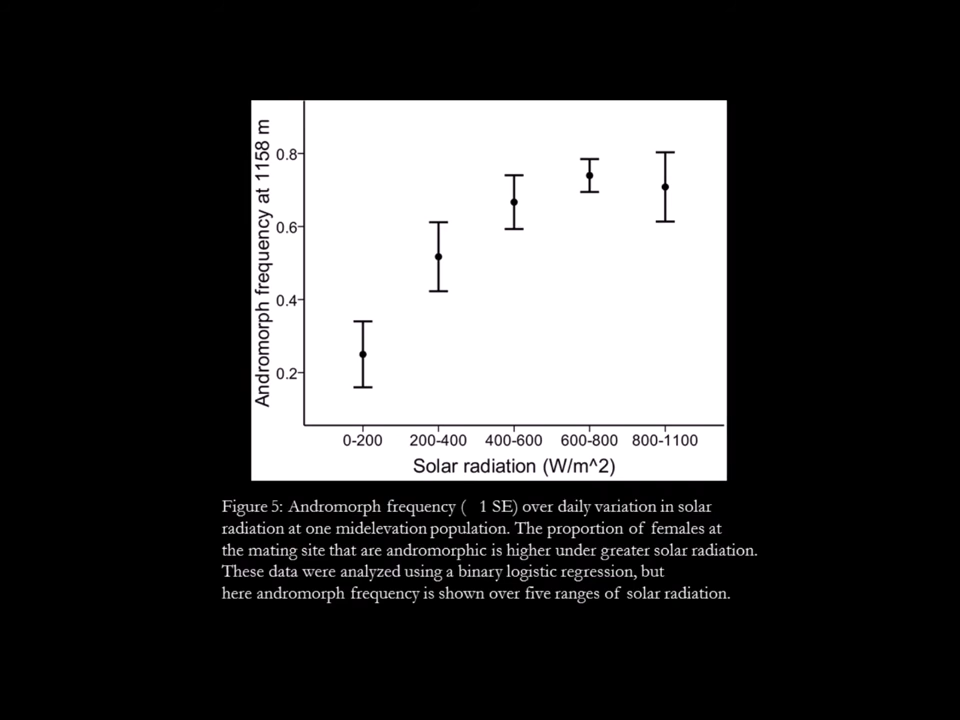 Andromorph frequency at 1158 m
0.8
0.6
0.4
0.2
0-200 200-400 400-600 600-800 800-1100
Solar radiation (W/m^2)
Figure 5: Andromorph frequency ( 1 SE) over daily variation in solar
radiation at one midelevation population. The proportion of females at
the mating site that are andromorphic is higher under greater solar radiation.
These data were analyzed using a binary logistic regression, but
here andromorph frequency is shown over five ranges of solar radiation.